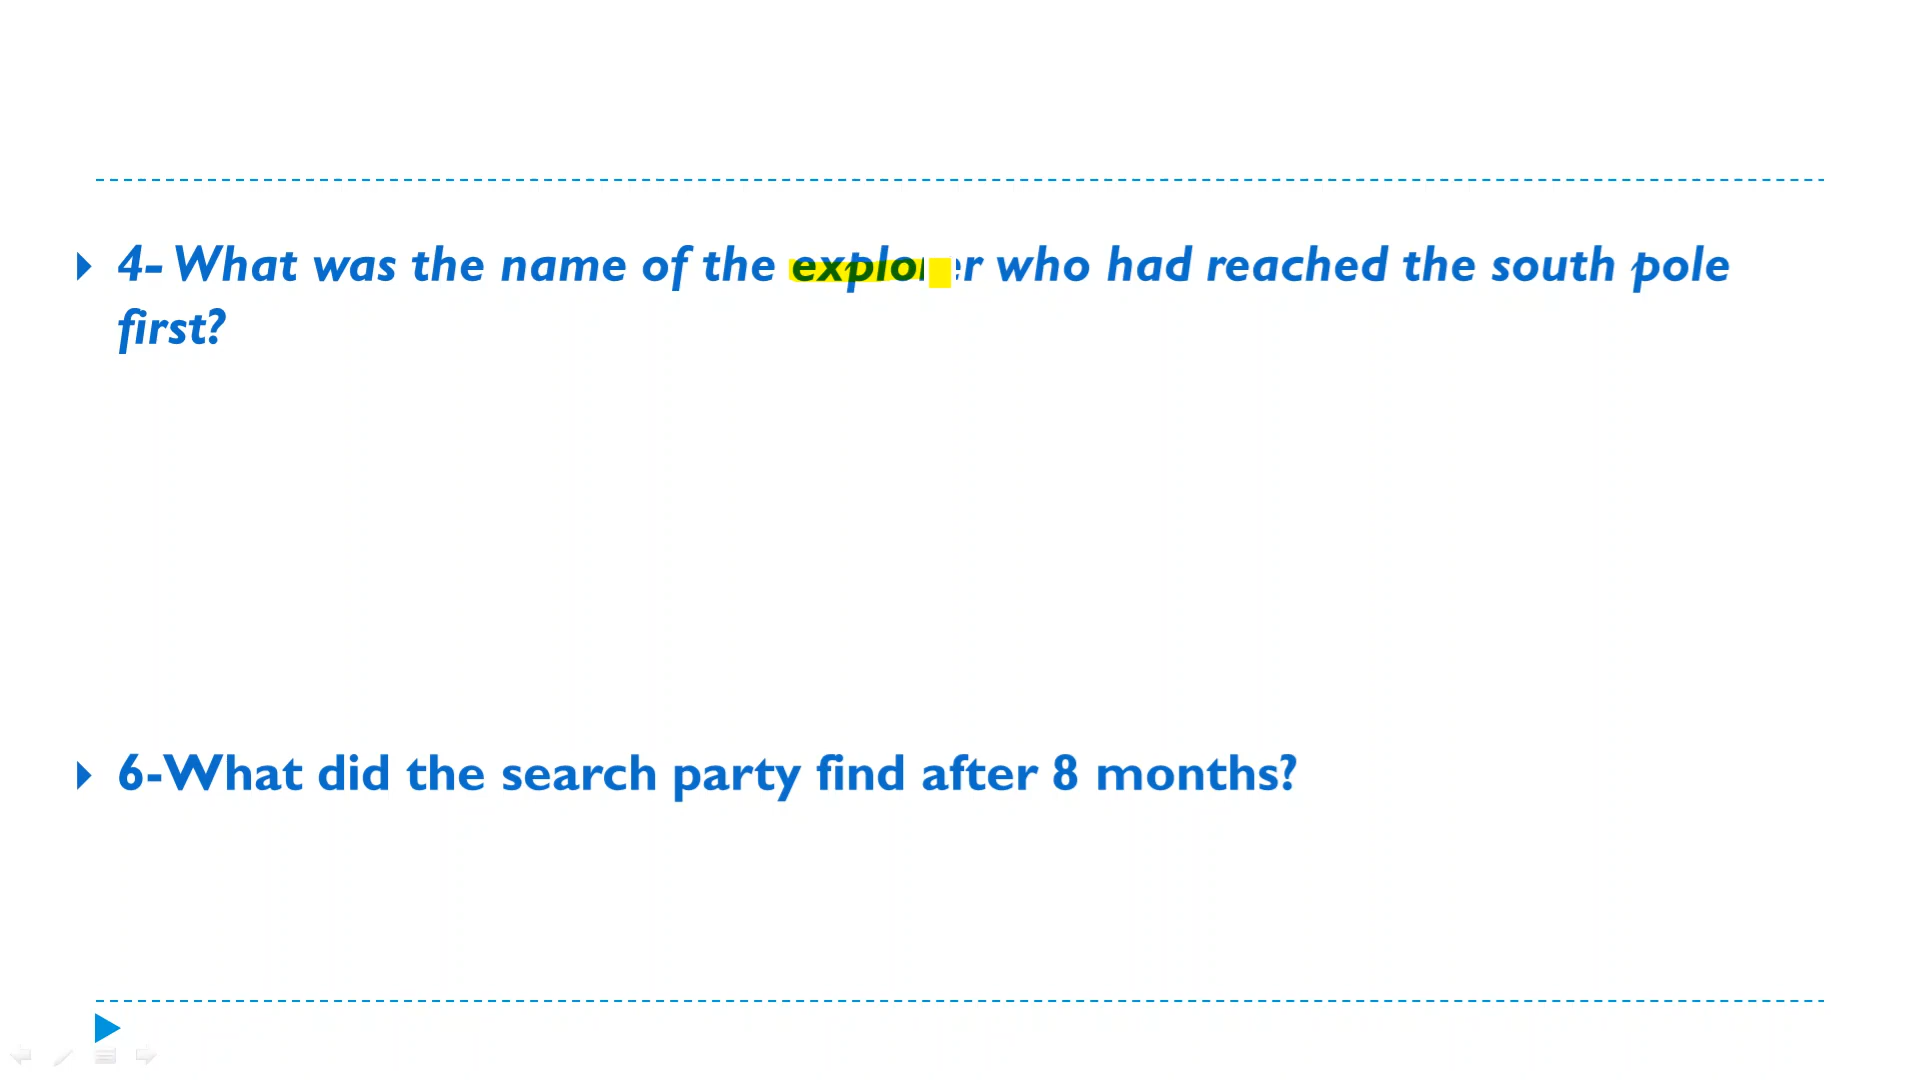 4- What was the name of the explorer who had reached the south pole
first?
6-What did the search party find after 8 months?